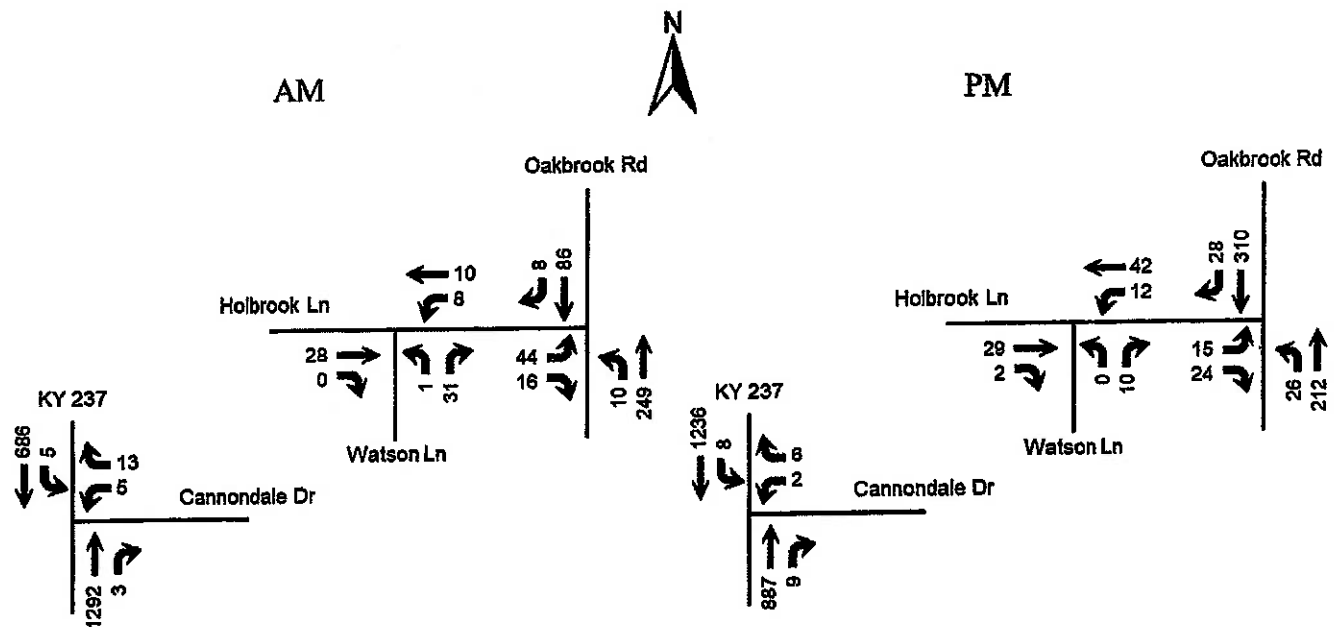 N
AM
PM
Oakbrook Rd
8
86
10
8
Holbrook Ln
28
0
1
31
44
16
10
249
Watson Ln
KY 237
686
5
13
5
Cannondale Dr
1292
3
Oakbrook Rd
28
310
42
12
Holbrook Ln
29
2
0
10
15
24
26
212
Watson Ln
KY 237
1236
8
6
2
Cannondale Dr
887
9